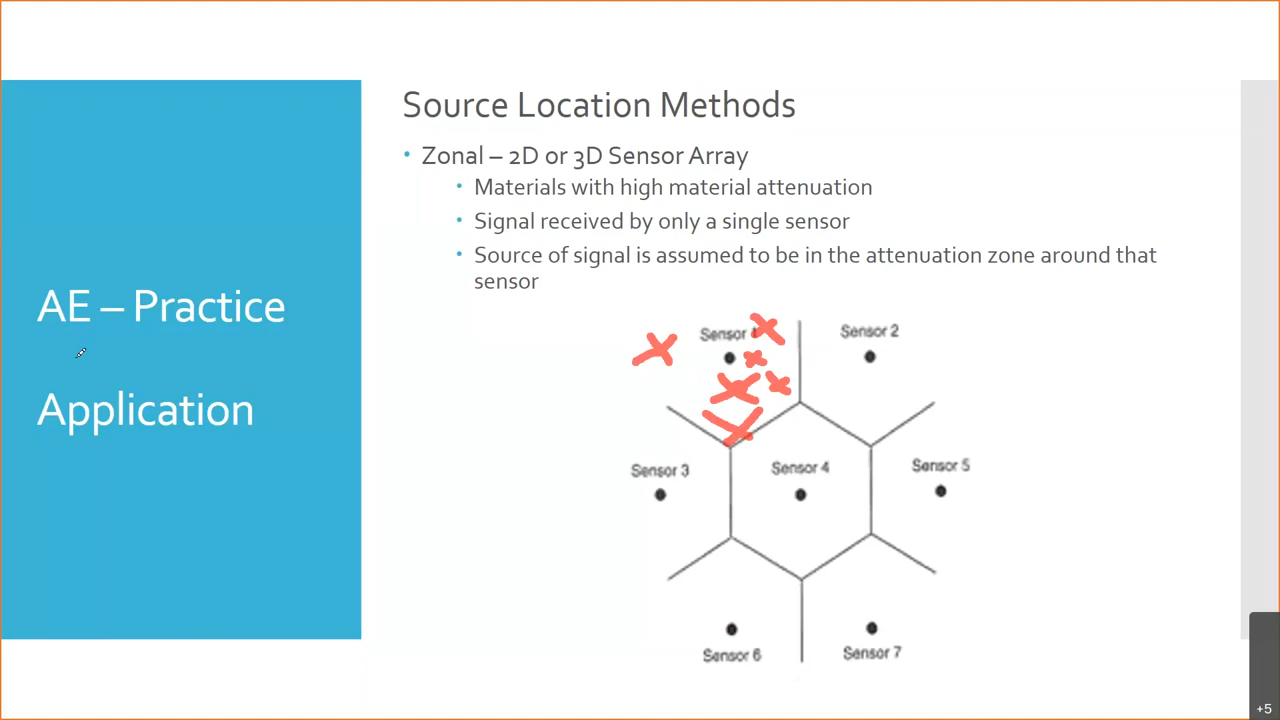 Source Location Methods
Zonal – 2D or 3D Sensor Array
Materials with high material attenuation
Signal received by only a single sensor
Source of signal is assumed to be in the attenuation zone around that
sensor
AE – Practice
Application
Sensor 1
Sensor 2
Sensor 3
Sensor 4
Sensor 5
Sensor 6
Sensor 7
+5